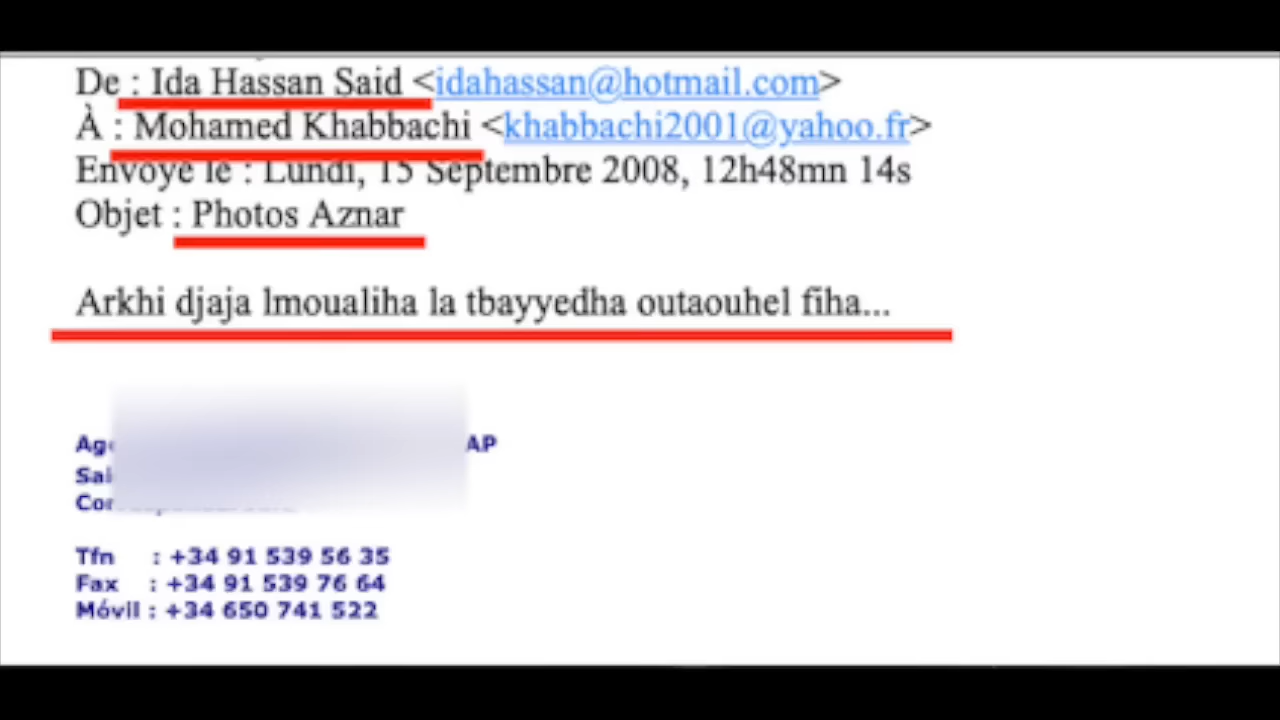 De : Ida Hassan Said <idahassan@hotmail.com>
À : Mohamed Khabbachi <khabbachi2001@yahoo.fr>
Envoyé le : Lundi, 15 Septembre 2008, 12h48mn 14s
Objet : Photos Aznar
Arkhi djaja lmoualiha la tbayyedha outaouhel fiha...
AP
Tfn : +34 91 539 56 35
Fax : +34 91 539 76 64
Móvil : +34 650 741 522